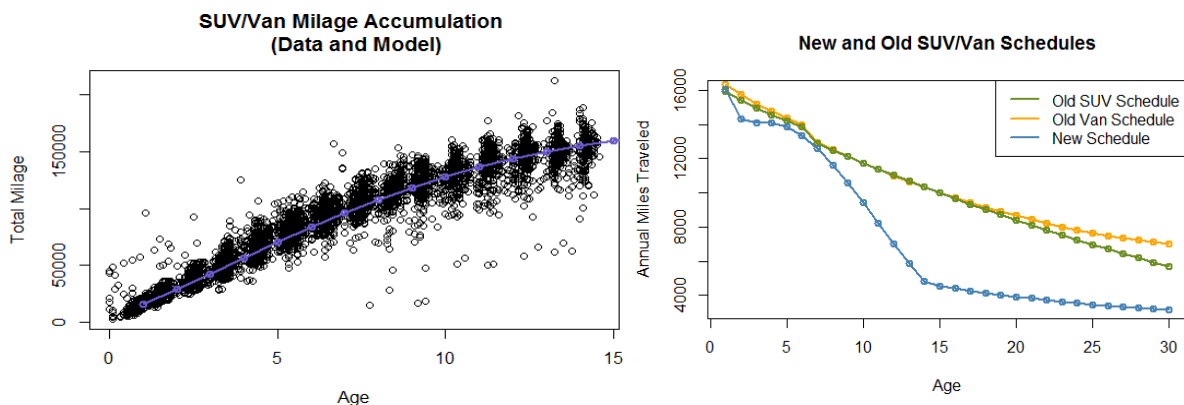 SUV/Van Milage Accumulation
(Data and Model)
Total Milage
150000
50000
0
0 5 10 15
Age
New and Old SUV/Van Schedules
Old SUV Schedule
Old Van Schedule
New Schedule
Annual Miles Traveled
16000
12000
8000
4000
0 5 10 15 20 25 30
Age